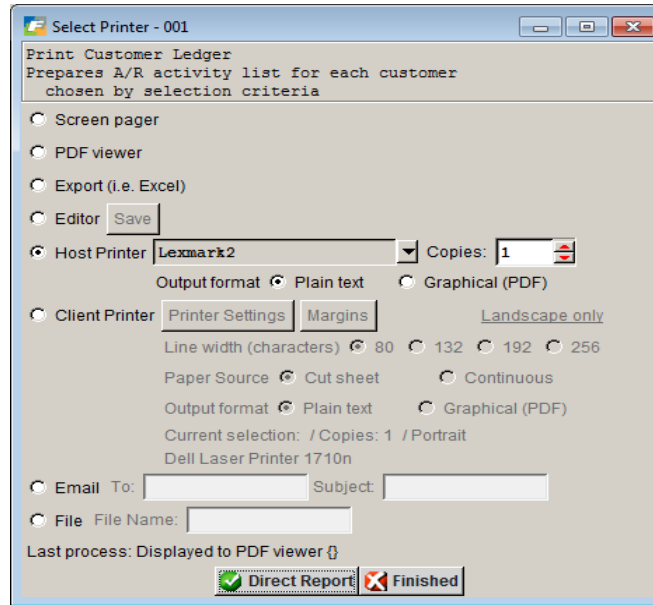 Select Printer - 001
Print Customer Ledger
Prepares A/R activity list for each customer
chosen by selection criteria
Screen pager
PDF viewer
Export (i.e. Excel)
Editor Save
Host Printer Lexmark2 Copies: 1
Output format Plain text Graphical (PDF)
Client Printer Printer Settings Margins Landscape only
Line width (characters) 80 132 192 256
Paper Source Cut sheet Continuous
Output format Plain text Graphical (PDF)
Current selection: / Copies: 1 / Portrait
Dell Laser Printer 1710n
Email To: Subject:
File File Name:
Last process: Displayed to PDF viewer {}
Direct Report Finished